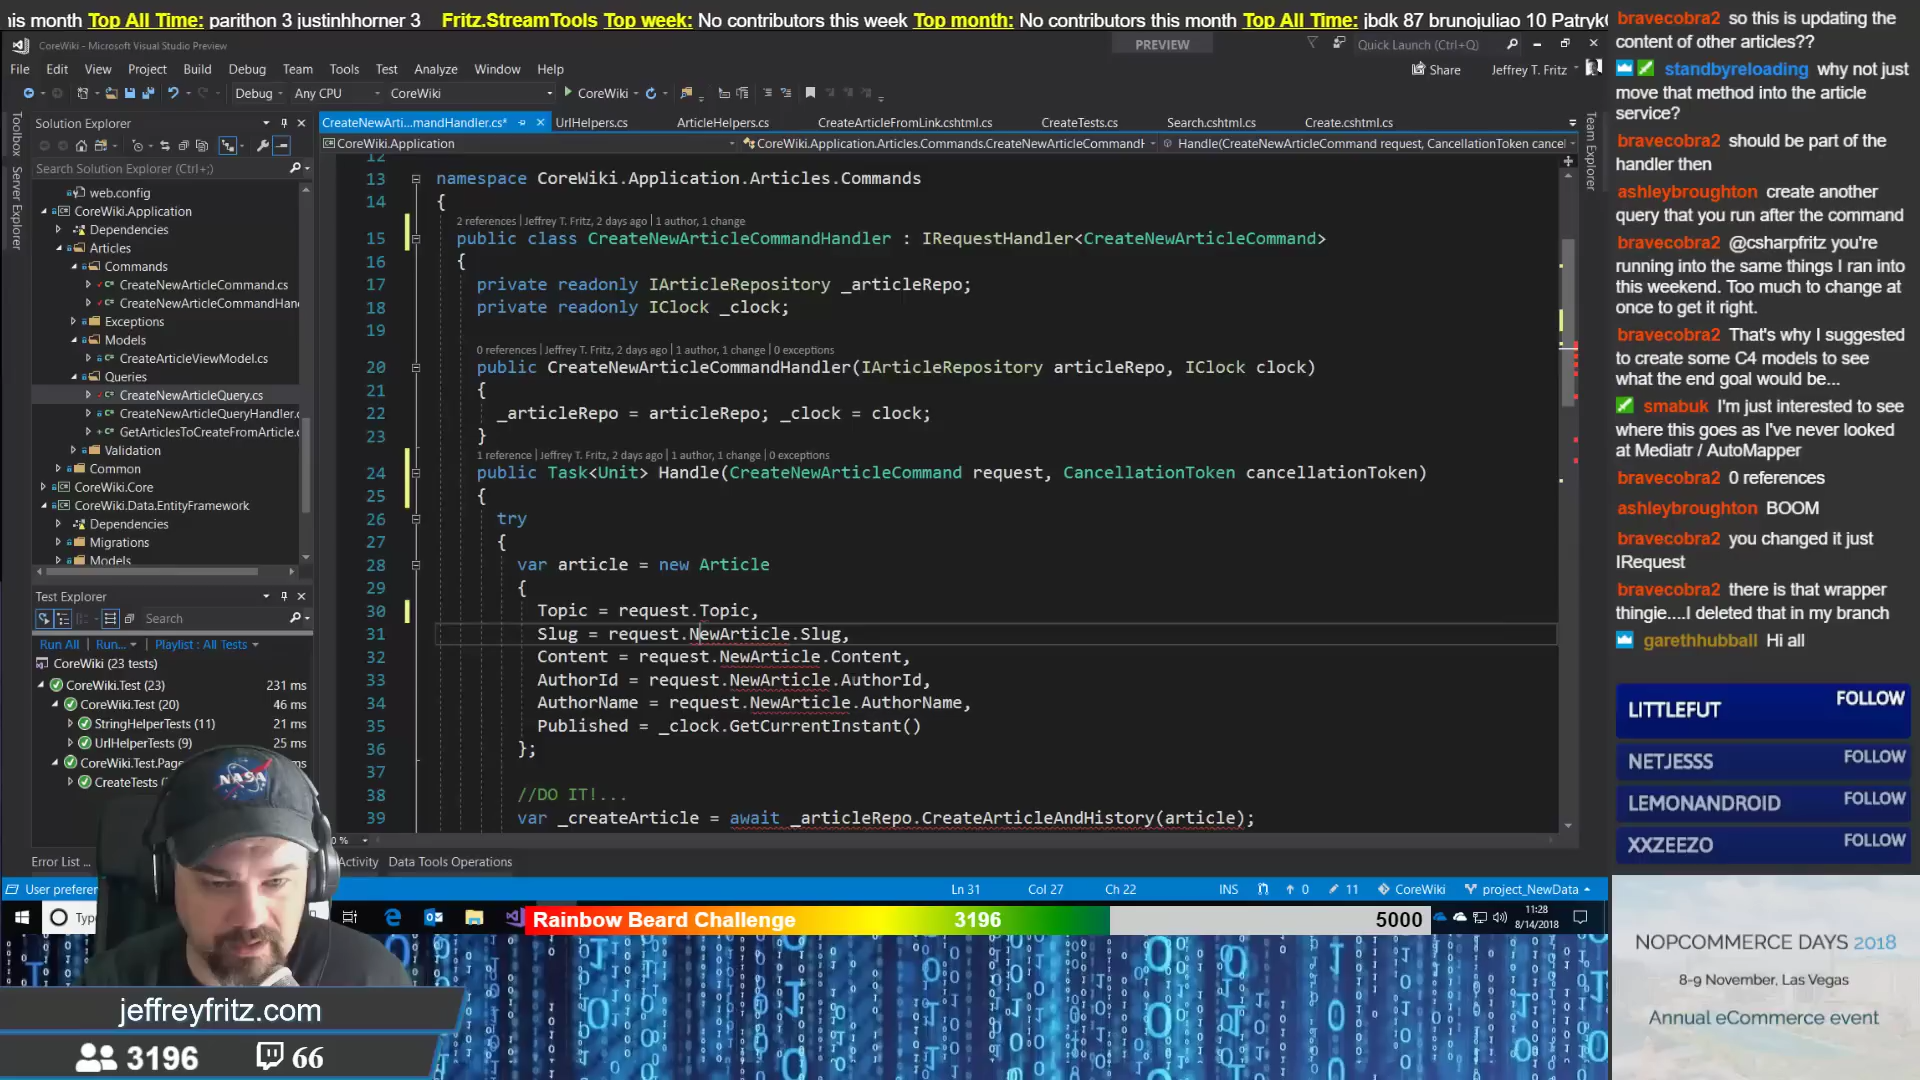 his month Top All Time: parithon 3 justinhhorner 3 Fritz.StreamTools Top week: No contributors this week Top month: No contributors this month Top All Time: jbdk 87 brunojuliao 10
CoreWiki - Microsoft Visual Studio Preview
PREVIEW
Quick Launch (Ctrl+Q)
File Edit View Project Build Debug Team Tools Test Analyze Window Help
Share Jeffrey T. Fritz
Debug Any CPU CoreWiki CoreWiki
Toolbox
Server Explorer
Team Explorer
Solution Explorer
Search Solution Explorer (Ctrl+;)
web.config
CoreWiki.Application
Dependencies
Articles
Commands
CreateNewArticleCommand.cs
CreateNewArticleCommandHan
Exceptions
Models
CreateArticleViewModel.cs
Queries
CreateNewArticleQuery.cs
CreateNewArticleQueryHandler.c
GetArticlesToCreateFromArticle.c
Validation
Common
CoreWiki.Core
CoreWiki.Data.EntityFramework
Dependencies
Migrations
Models
Test Explorer
Search
Run All Run... Playlist : All Tests
CoreWiki (23 tests)
CoreWiki.Test (23) 231 ms
CoreWiki.Test (20) 46 ms
StringHelperTests (11) 21 ms
UrlHelperTests (9) 25 ms
CoreWiki.Test.Page
CreateTests (
CreateNewArti...mandHandler.cs* UrlHelpers.cs ArticleHelpers.cs CreateArticleFromLink.cshtml CreateTests.cs Search.cshtml.cs Create.cshtml.cs
CoreWiki.Application CoreWiki.Application.Articles.Commands.CreateNewArticleCommandH Handle(CreateNewArticleCommand request, CancellationToken cancel
12
13 namespace CoreWiki.Application.Articles.Commands
14 {
2 references | Jeffrey T. Fritz, 2 days ago | 1 author, 1 change
15 public class CreateNewArticleCommandHandler : IRequestHandler<CreateNewArticleCommand>
16 {
17 private readonly IArticleRepository _articleRepo;
18 private readonly IClock _clock;
19
0 references | Jeffrey T. Fritz, 2 days ago | 1 author, 1 change | 0 exceptions
20 public CreateNewArticleCommandHandler(IArticleRepository articleRepo, IClock clock)
21 {
22 _articleRepo = articleRepo; _clock = clock;
23 }
1 reference | Jeffrey T. Fritz, 2 days ago | 1 author, 1 change | 0 exceptions
24 public Task<Unit> Handle(CreateNewArticleCommand request, CancellationToken cancellationToken)
25 {
26 try
27 {
28 var article = new Article
29 {
30 Topic = request.Topic,
31 Slug = request.NewArticle.Slug,
32 Content = request.NewArticle.Content,
33 AuthorId = request.NewArticle.AuthorId,
34 AuthorName = request.NewArticle.AuthorName,
35 Published = _clock.GetCurrentInstant()
36 };
37
38 //DO IT!...
39 var _createArticle = await _articleRepo.CreateArticleAndHistory(article);
Error List ... Activity Data Tools Operations
User prefer Ln 31 Col 27 Ch 22 INS 0 11 CoreWiki project_NewData
Rainbow Beard Challenge 3196 5000
11:28
8/14/2018
jeffreyfritz.com
3196 66
bravecobra2 so this is updating the
content of other articles??
standbyreloading why not just
move that method into the article
service?
bravecobra2 should be part of the
handler then
ashleybroughton create another
query that you run after the command
bravecobra2 @csharpfritz you're
running into the same things I ran into
this weekend. Too much to change at
once to get it right.
bravecobra2 That's why I suggested
to create some C4 models to see
what the end goal would be...
smabuk I'm just interested to see
where this goes as I've never looked
at Mediatr / AutoMapper
bravecobra2 0 references
ashleybroughton BOOM
bravecobra2 you changed it just
IRequest
bravecobra2 there is that wrapper
thingie....I deleted that in my branch
garethhubball Hi all
LITTLEFUT FOLLOW
NETJESSS FOLLOW
LEMONANDROID FOLLOW
XXZEEZO FOLLOW
NOPCOMMERCE DAYS 2018
8-9 November, Las Vegas
Annual eCommerce event
NASA